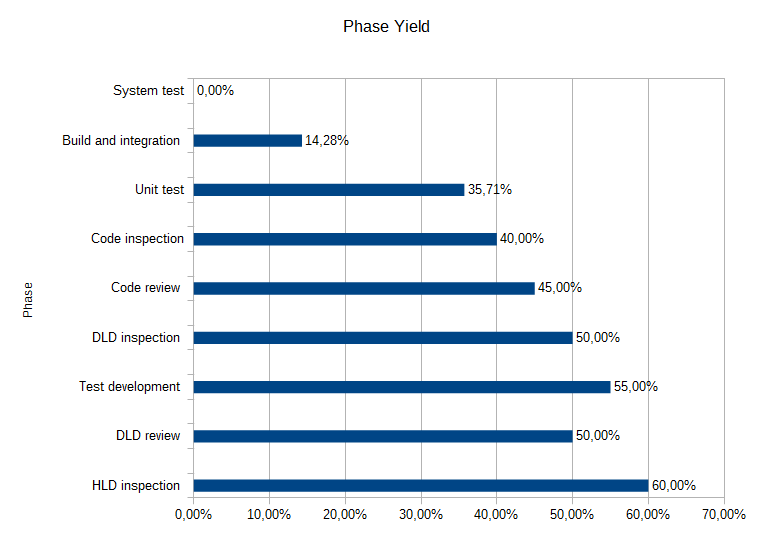 Phase Yield
System test
0,00%
Build and integration
14,28%
Unit test
35,71%
Code inspection
40,00%
Code review
45,00%
Phase
DLD inspection
50,00%
Test development
55,00%
DLD review
50,00%
HLD inspection
60,00%
0,00% 10,00% 20,00% 30,00% 40,00% 50,00% 60,00% 70,00%